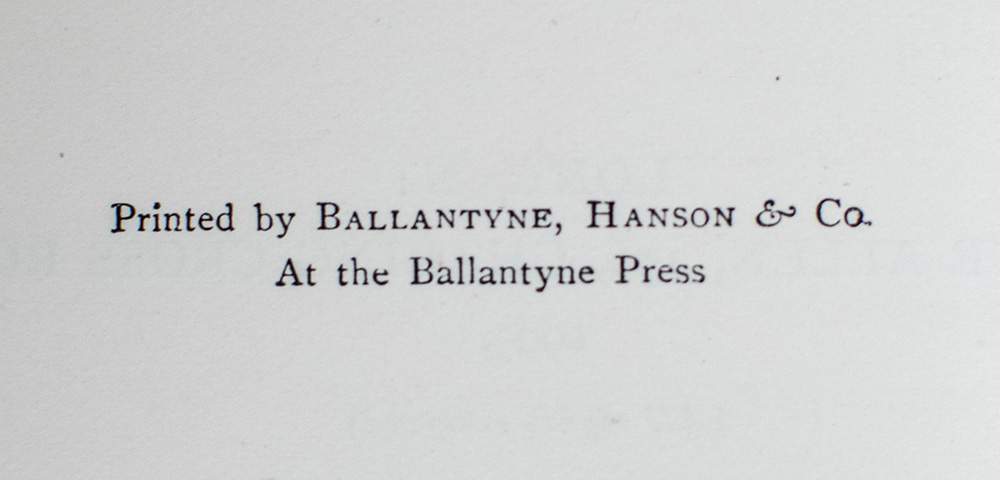 Printed by BALLANTYNE, HANSON & Co.
At the Ballantyne Press